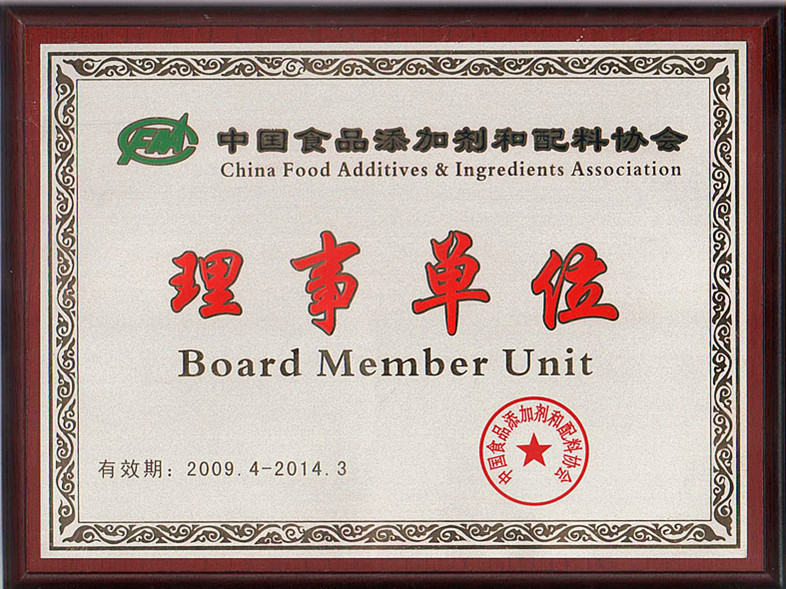 中国食品添加剂和配料协会
China Food Additives & Ingredients Association
理事单位
Board Member Unit
有效期：2009.4-2014.3
中国食品添加剂和配料协会